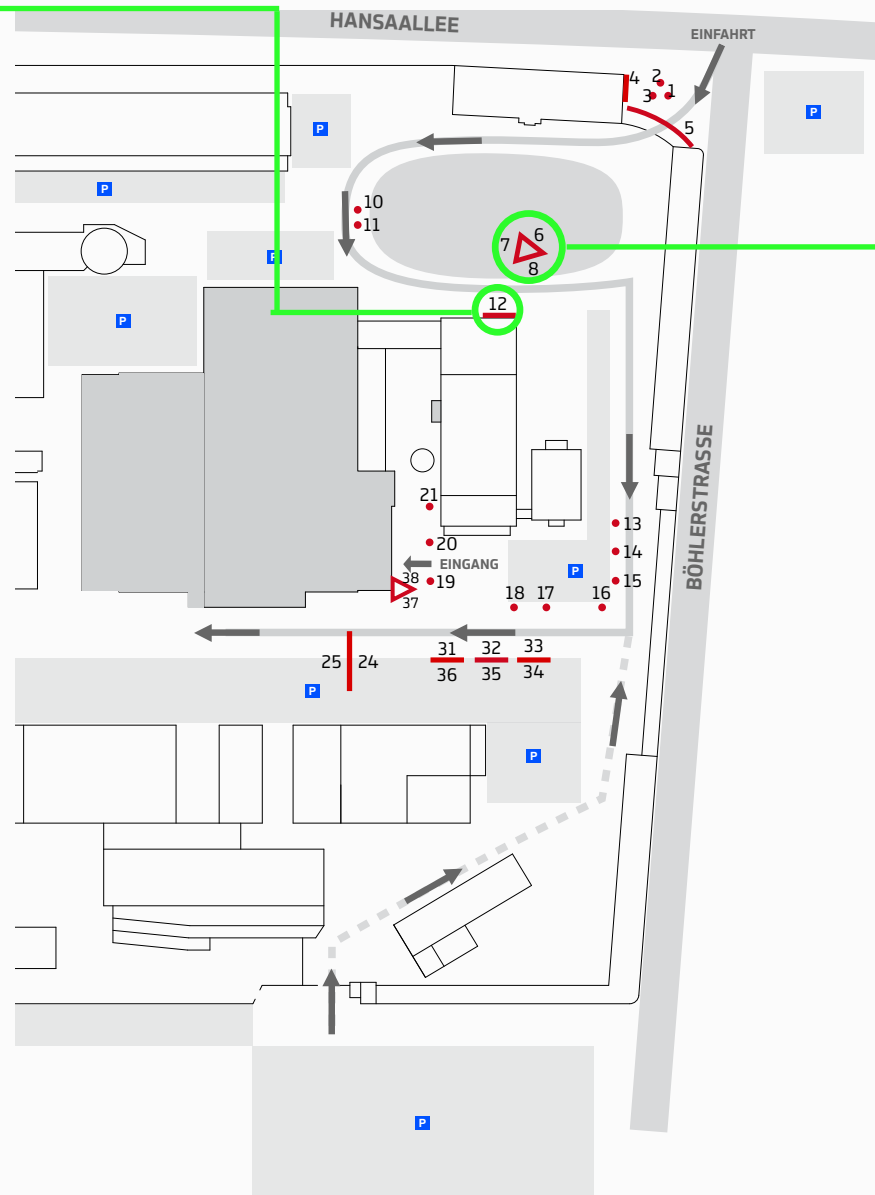 HANSAALLEE
EINFAHRT
4 2
3 1
5
P
P
P
10
11
7 6
8
P
12
P
BÖHLERSTRASSE
21
13
20
14
EINGANG
P
38
19
15
37
18 17 16
25 24
31 32 33
36 35 34
P
P
P